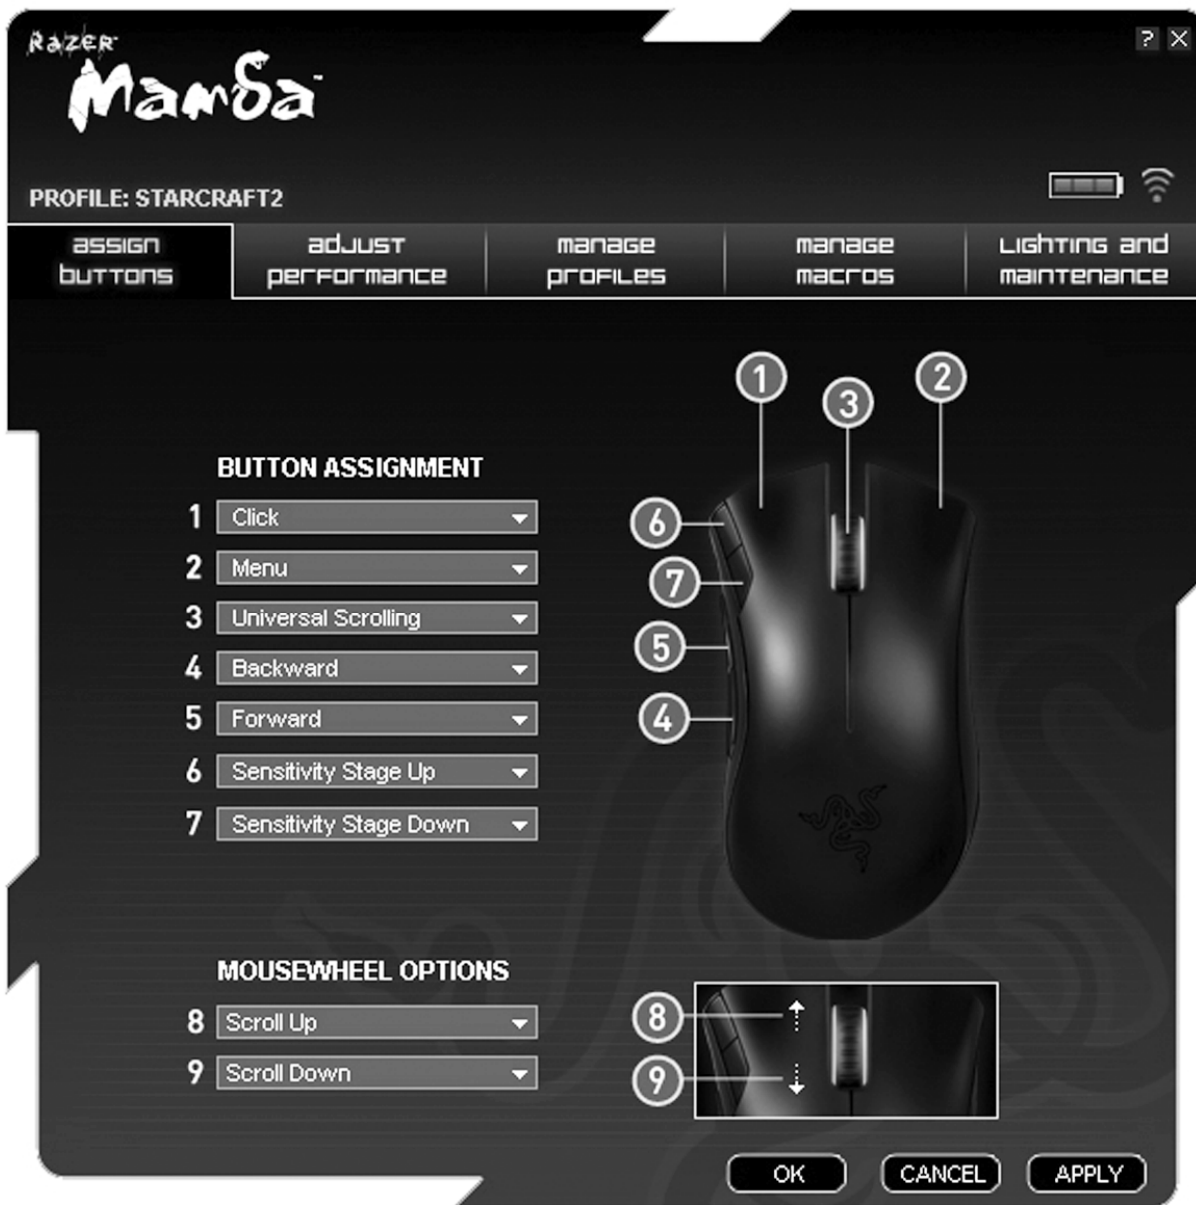 RAZER™
Mamba™
? X
PROFILE: STARCRAFT2
assign buttons
adjust performance
manage profiles
manage macros
Lighting and maintenance
1 2 3
BUTTON ASSIGNMENT
1 Click
2 Menu
3 Universal Scrolling
4 Backward
5 Forward
6 Sensitivity Stage Up
7 Sensitivity Stage Down
6
7
5
4
MOUSEWHEEL OPTIONS
8 Scroll Up
9 Scroll Down
8
9
OK CANCEL APPLY